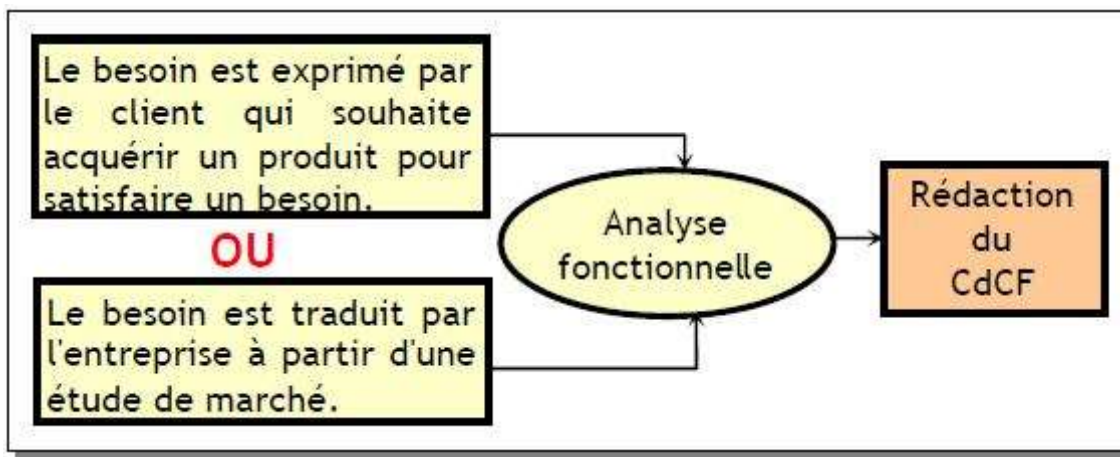 Le besoin est exprimé par
le client qui souhaite
acquérir un produit pour
satisfaire un besoin.
OU
Le besoin est traduit par
l'entreprise à partir d'une
étude de marché.
Analyse
fonctionnelle
Rédaction
du
CdCF